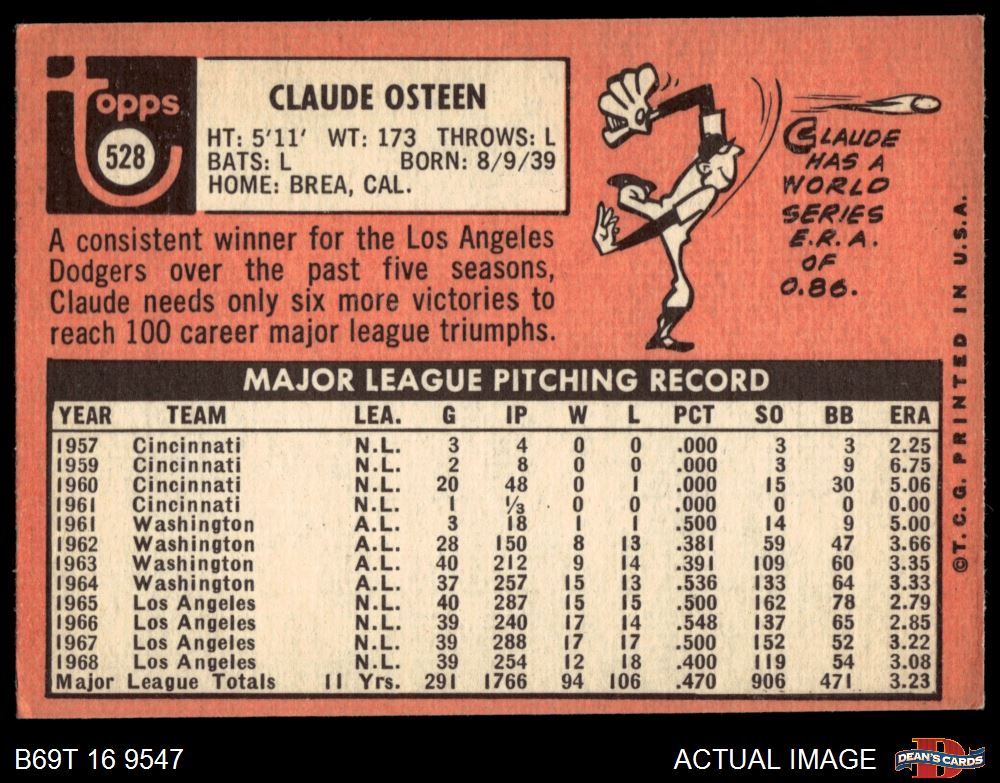 topps
528
CLAUDE OSTEEN
HT: 5'11' WT: 173 THROWS: L
BATS: L BORN: 8/9/39
HOME: BREA, CAL.
A consistent winner for the Los Angeles
Dodgers over the past five seasons,
Claude needs only six more victories to
reach 100 career major league triumphs.
CLAUDE
HAS A
WORLD
SERIES
E.R.A.
OF
0.86.
©T.C.G. PRINTED IN U.S.A.
MAJOR LEAGUE PITCHING RECORD
YEAR TEAM LEA. G IP W L PCT SO BB ERA
1957 Cincinnati N.L. 3 4 0 0 .000 3 3 2.25
1959 Cincinnati N.L. 2 8 0 0 .000 3 9 6.75
1960 Cincinnati N.L. 20 48 0 1 .000 15 30 5.06
1961 Cincinnati N.L. 1 ⅓ 0 0 .000 0 0 0.00
1961 Washington A.L. 3 18 1 1 .500 14 9 5.00
1962 Washington A.L. 28 150 8 13 .381 59 47 3.66
1963 Washington A.L. 40 212 9 14 .391 109 60 3.35
1964 Washington A.L. 37 257 15 13 .536 133 64 3.33
1965 Los Angeles N.L. 40 287 15 15 .500 162 78 2.79
1966 Los Angeles N.L. 39 240 17 14 .548 137 65 2.85
1967 Los Angeles N.L. 39 288 17 17 .500 152 52 3.22
1968 Los Angeles N.L. 39 254 12 18 .400 119 54 3.08
Major League Totals 11 Yrs. 291 1766 94 106 .470 906 471 3.23
B69T 16 9547
ACTUAL IMAGE
D
DEAN'S CARDS